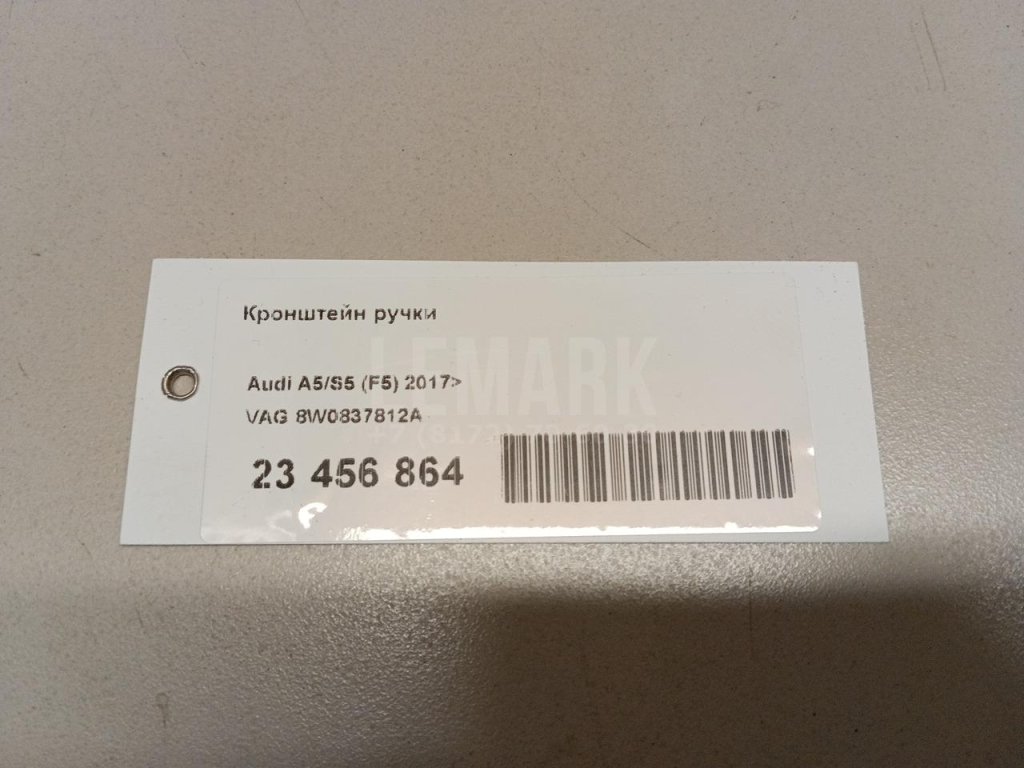 Кронштейн ручки
LEMARK
Audi A5/S5 (F5) 2017>
VAG 8W0837812A
23 456 864